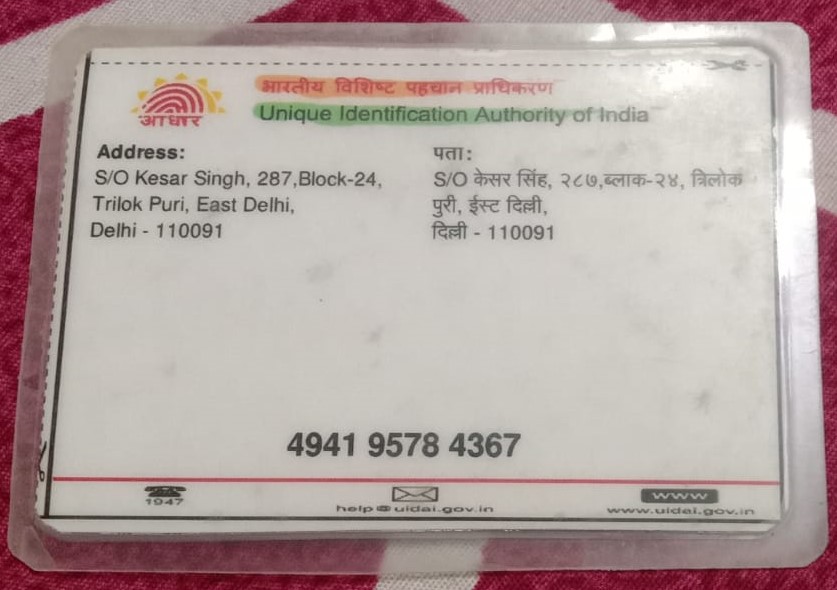 भारतीय विशिष्ट पहचान प्राधिकरण
आधार
Unique Identification Authority of India
Address:
S/O Kesar Singh, 287,Block-24,
Trilok Puri, East Delhi,
Delhi - 110091
पता:
S/O केसर सिंह, २८७,ब्लाक-२४, त्रिलोक
पुरी, ईस्ट दिल्ली,
दिल्ली - 110091
4941 9578 4367
1947
help@uidai.gov.in
www
www.uidai.gov.in